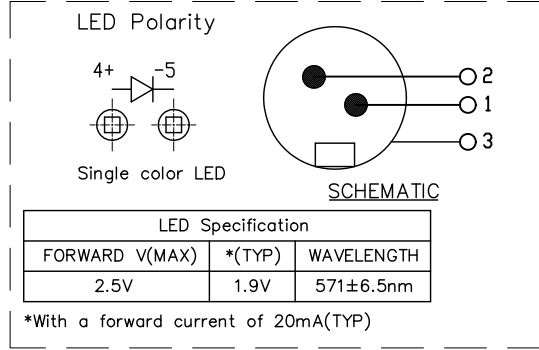 LED Polarity
4+ -5
Single color LED
2
1
3
SCHEMATIC
LED Specification
FORWARD V(MAX) *(TYP) WAVELENGTH
2.5V 1.9V 571±6.5nm
*With a forward current of 20mA(TYP)